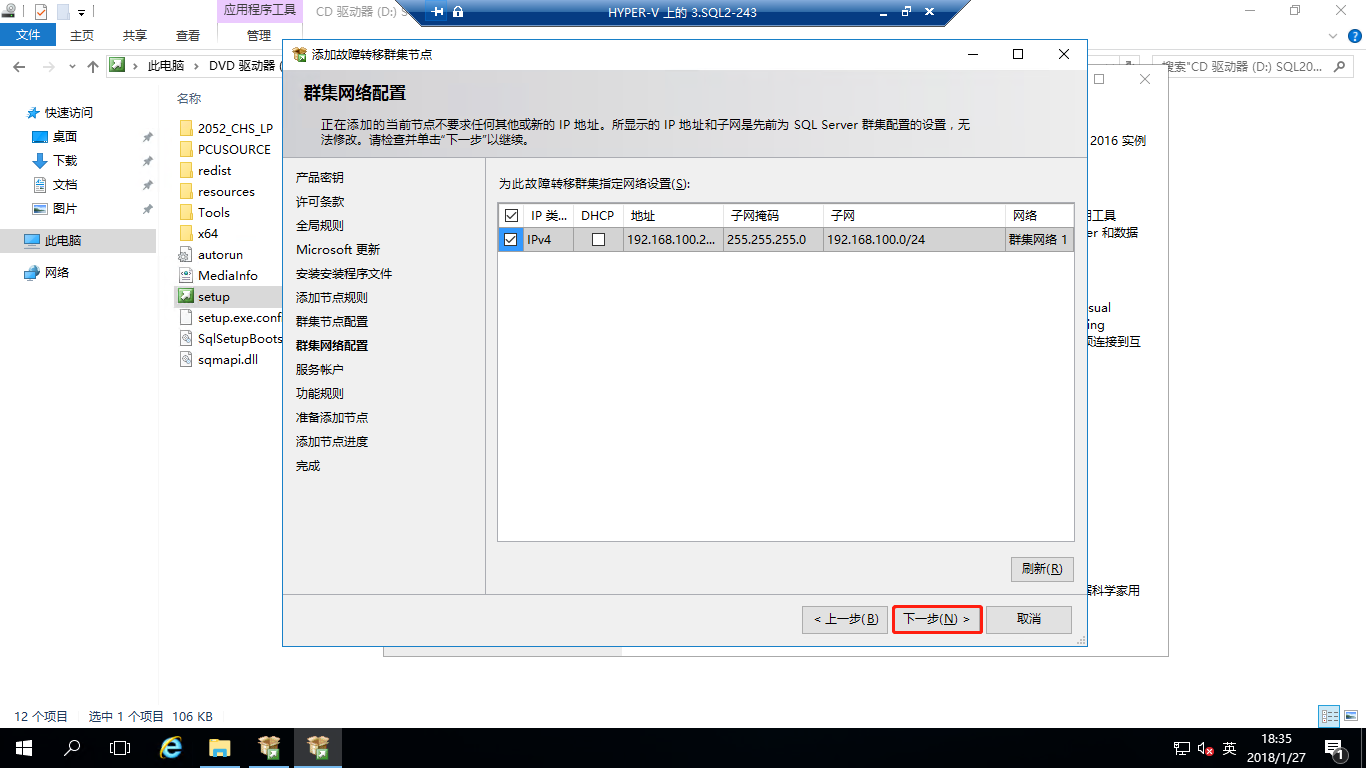 应用程序工具
CD 驱动器 (D:) S
HYPER-V 上的 3.SQL2-243
文件
主页
共享
查看
管理
此电脑
DVD 驱动器 (
搜索"CD 驱动器 (D:) SQL20...
快速访问
桌面
下载
文档
图片
此电脑
网络
名称
2052_CHS_LP
PCUSOURCE
redist
resources
Tools
x64
autorun
MediaInfo
setup
setup.exe.conf
SqlSetupBoots
sqmapi.dll
添加故障转移群集节点
群集网络配置
正在添加的当前节点不要求任何其他或新的 IP 地址。所显示的 IP 地址和子网是先前为 SQL Server 群集配置的设置，无
法修改。请检查并单击"下一步"以继续。
产品密钥
许可条款
全局规则
Microsoft 更新
安装安装程序文件
添加节点规则
群集节点配置
群集网络配置
服务帐户
功能规则
准备添加节点
添加节点进度
完成
为此故障转移群集指定网络设置(S):
IP 类... DHCP 地址 子网掩码 子网 网络
IPv4 192.168.100.2... 255.255.255.0 192.168.100.0/24 群集网络 1
刷新(R)
< 上一步(B) 下一步(N) > 取消
2016 实例
工具
er 和数据
sual
ing
连接到互
科学家用
12 个项目 选中 1 个项目 106 KB
英
18:35
2018/1/27
1